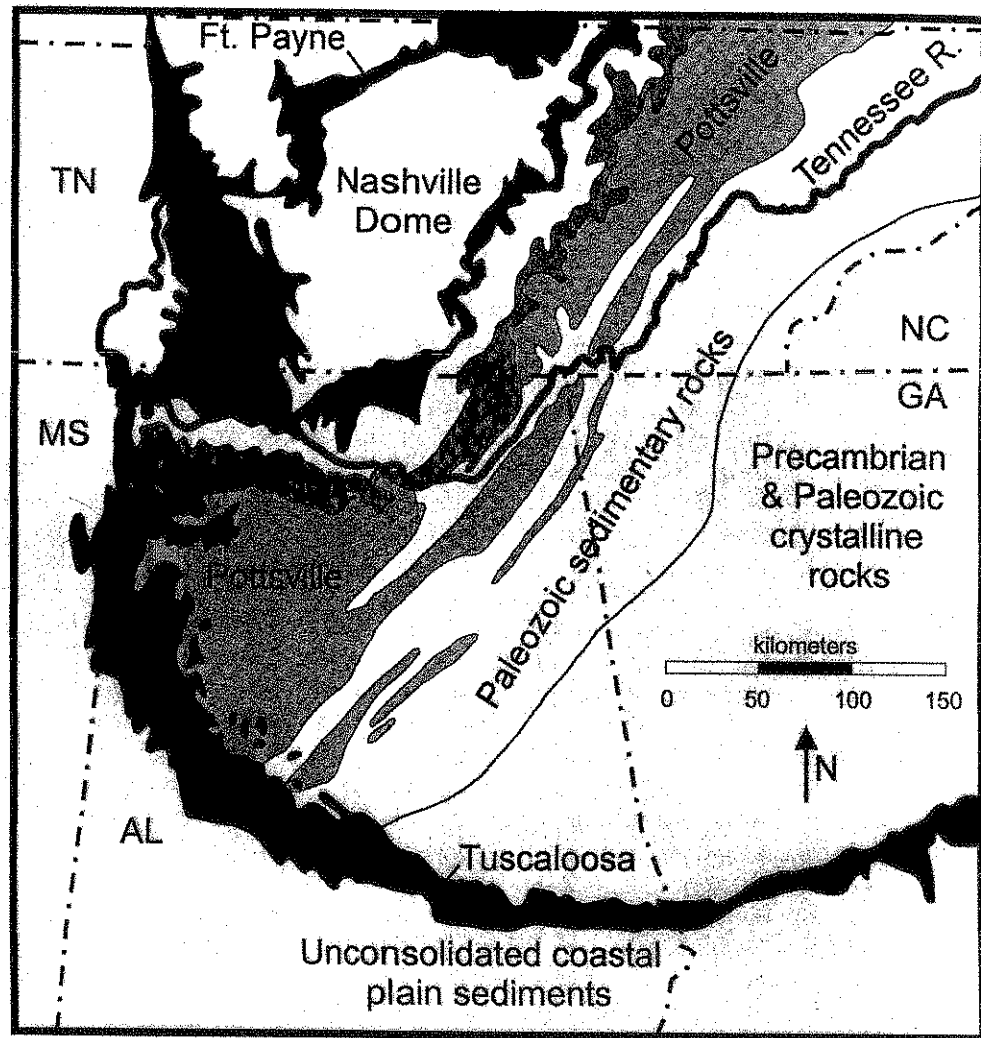 Ft. Payne
Pottsville
Tennessee R.
TN
Nashville
Dome
NC
GA
MS
Paleozoic sedimentary rocks
Precambrian
& Paleozoic
crystalline
rocks
Pottsville
kilometers
0 50 100 150
N
AL
Tuscaloosa
Unconsolidated coastal
plain sediments